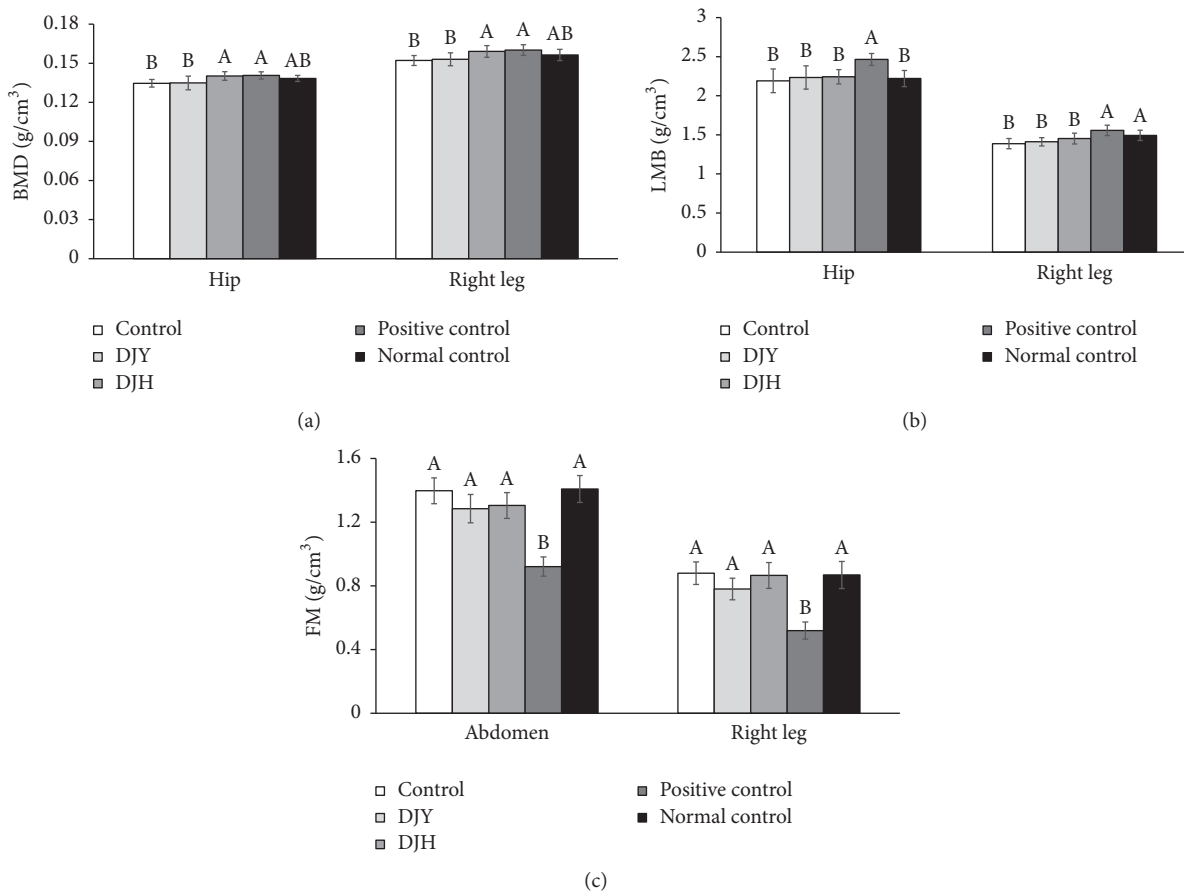 0.18
0.15
0.12
0.09
0.06
0.03
0
BMD (g/cm³)
B B A A AB
B B A A AB
Hip Right leg
Control
DJY
DJH
Positive control
Normal control
(a)
3
2.5
2
1.5
1
0.5
0
LMB (g/cm³)
B B B A B
B B B A A
Hip Right leg
Control
DJY
DJH
Positive control
Normal control
(b)
1.6
1.2
0.8
0.4
0
FM (g/cm³)
A A A B A
A A A B A
Abdomen Right leg
Control
DJY
DJH
Positive control
Normal control
(c)